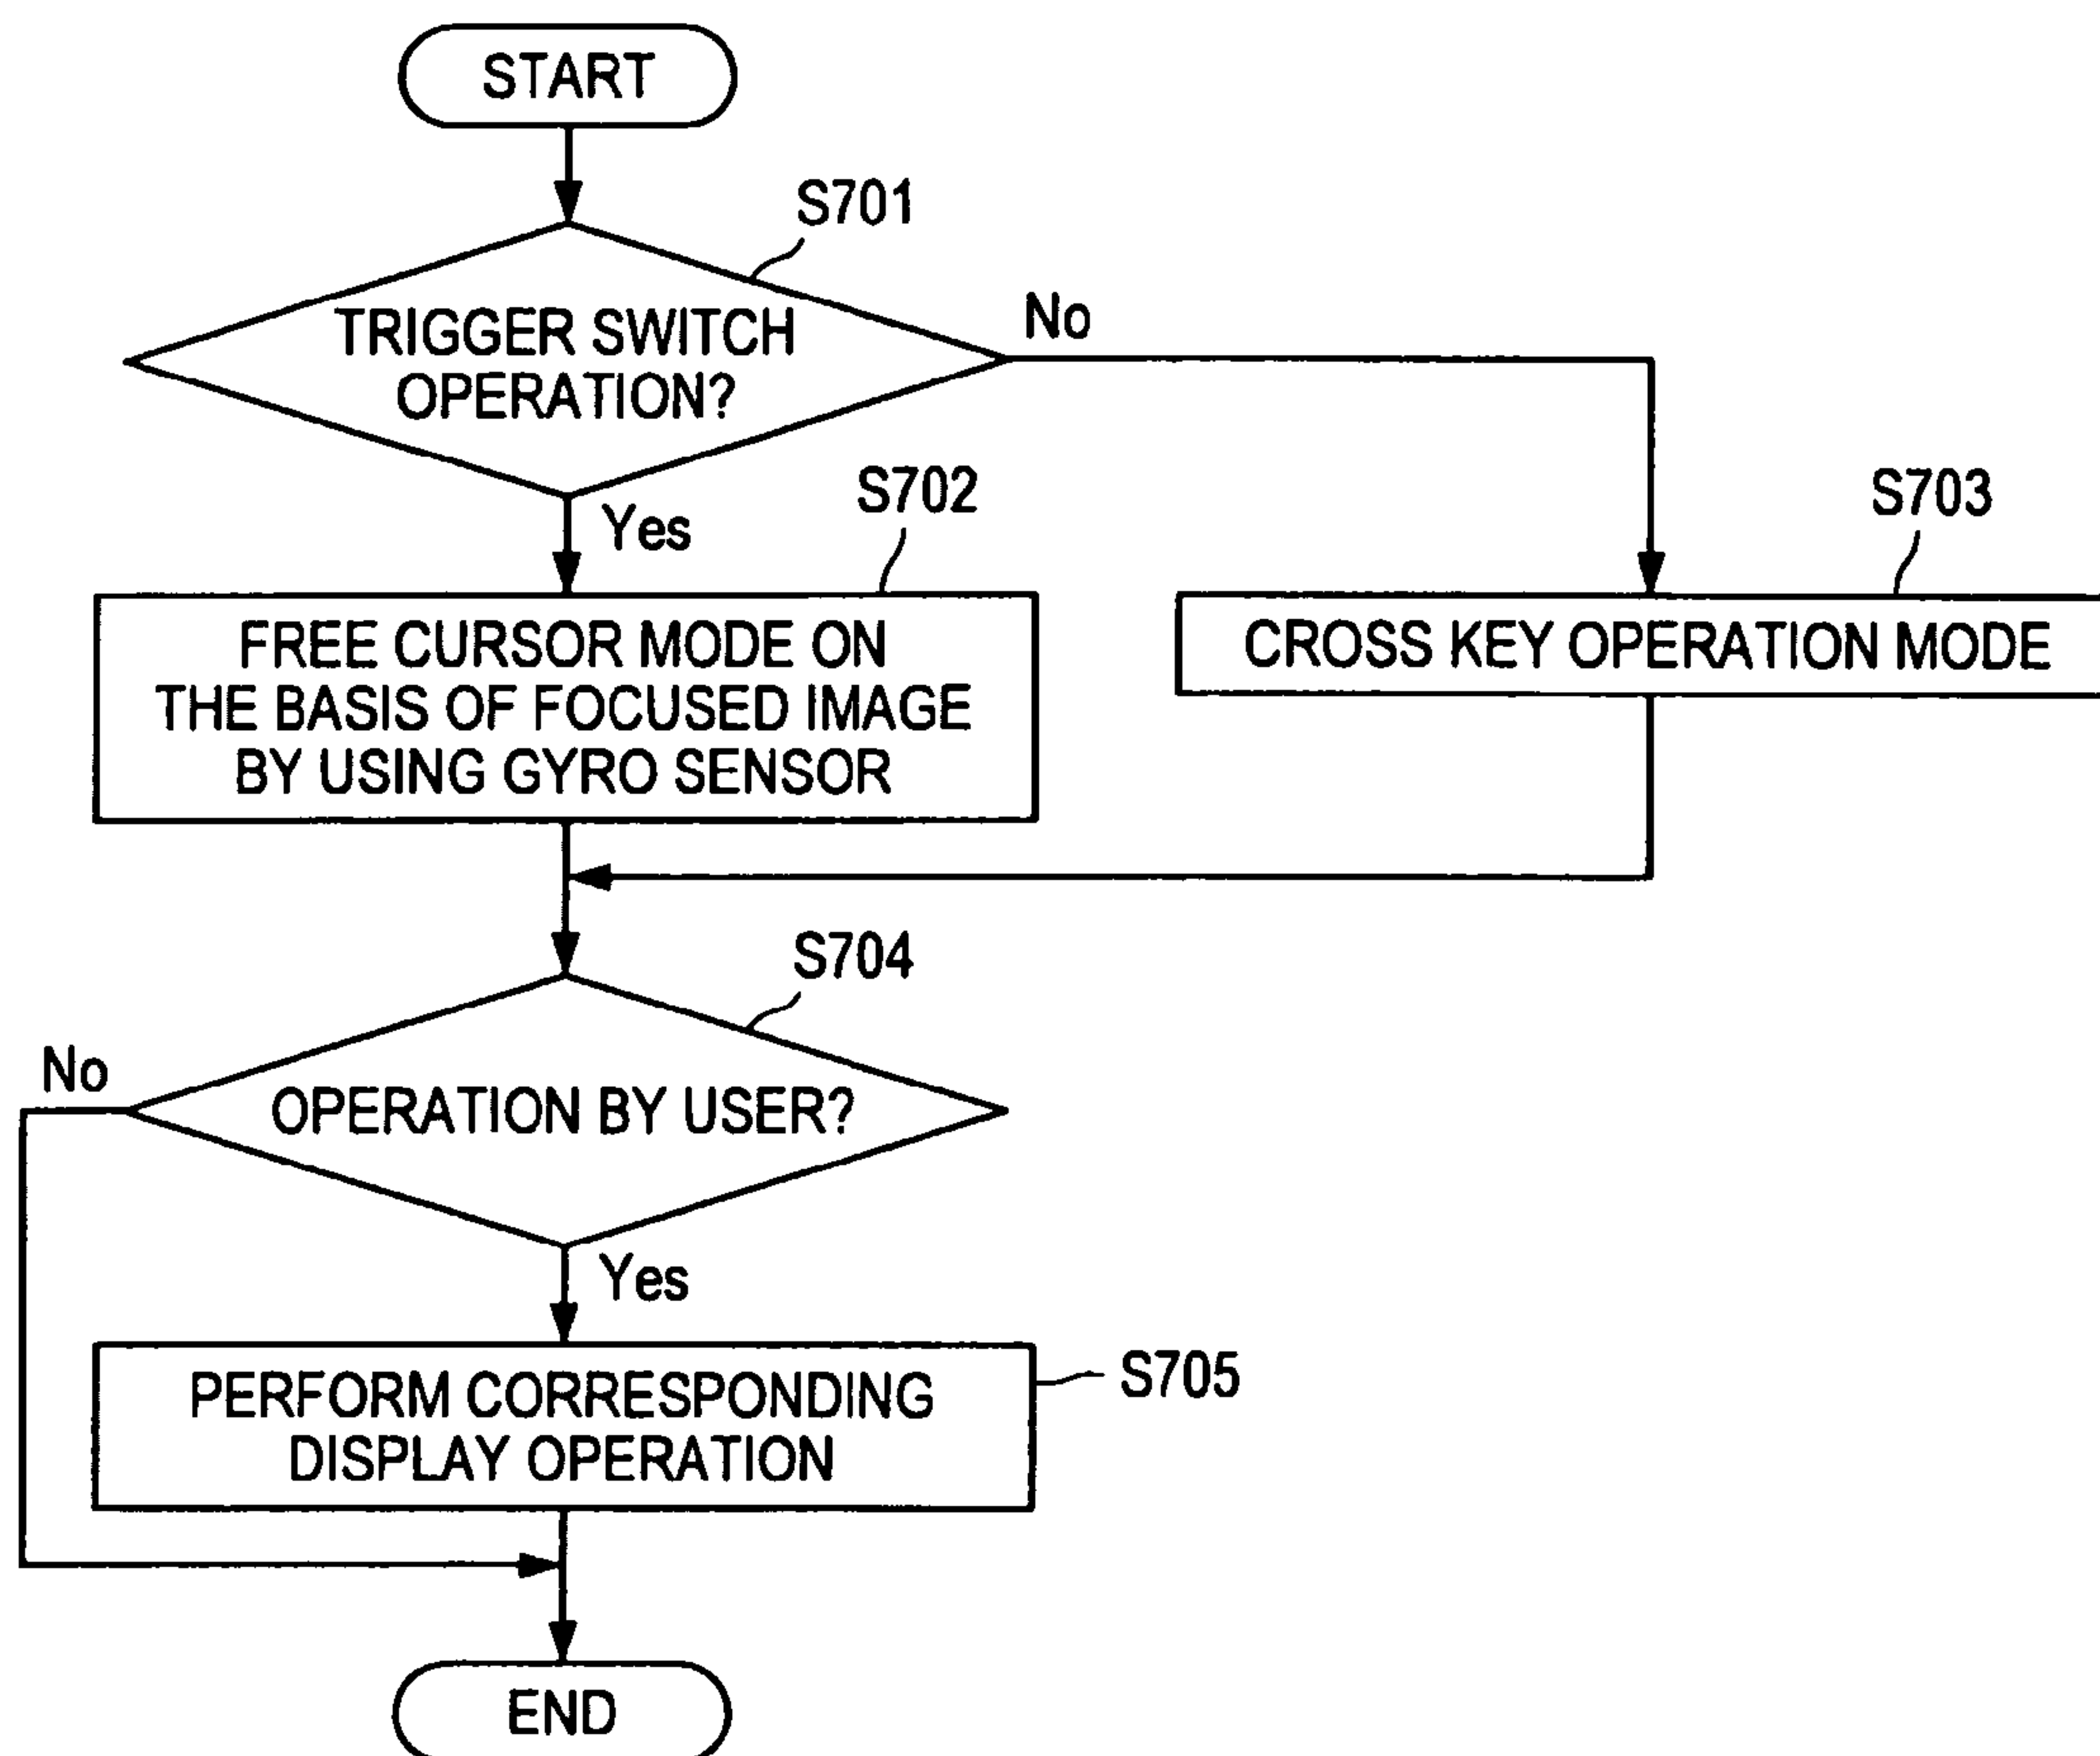 START
S701
TRIGGER SWITCH
OPERATION?
No
Yes
S702
FREE CURSOR MODE ON
THE BASIS OF FOCUSED IMAGE
BY USING GYRO SENSOR
S703
CROSS KEY OPERATION MODE
S704
OPERATION BY USER?
No
Yes
S705
PERFORM CORRESPONDING
DISPLAY OPERATION
END